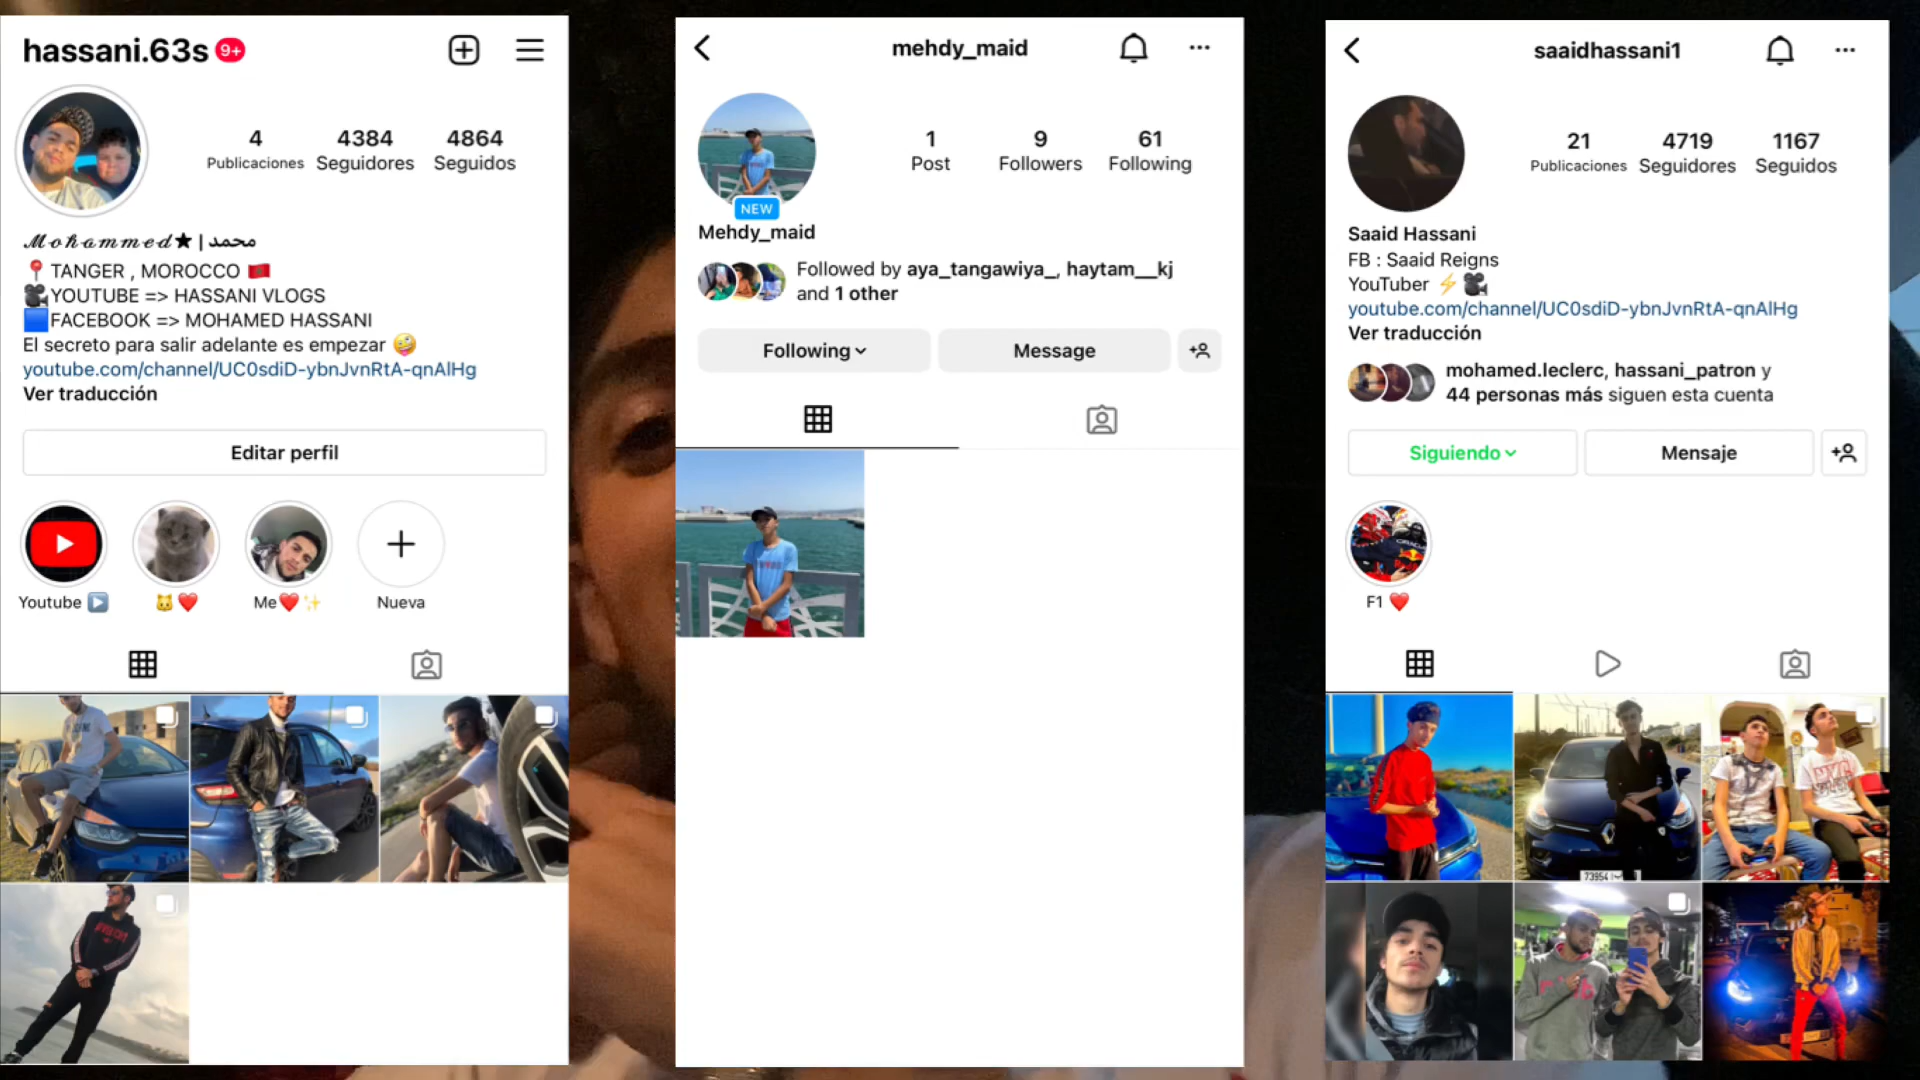 hassani.63s 9+
4 4384 4864
Publicaciones Seguidores Seguidos
𝓜𝓸𝓱𝓪𝓶𝓶𝓮𝓭★ | محمد
📍 TANGER , MOROCCO 🇲🇦
🎥YOUTUBE => HASSANI VLOGS
🟦FACEBOOK => MOHAMED HASSANI
El secreto para salir adelante es empezar 🤪
youtube.com/channel/UC0sdiD-ybnJvnRtA-qnAlHg
Ver traducción
Editar perfil
Youtube ▶️ 🐱❤️ Me❤️✨ Nueva
mehdy_maid
1 9 61
Post Followers Following
NEW
Mehdy_maid
Followed by aya_tangawiya_, haytam__kj
and 1 other
Following Message
saaidhassani1
21 4719 1167
Publicaciones Seguidores Seguidos
Saaid Hassani
FB : Saaid Reigns
YouTuber ⚡🎥
youtube.com/channel/UC0sdiD-ybnJvnRtA-qnAlHg
Ver traducción
mohamed.leclerc, hassani_patron y
44 personas más siguen esta cuenta
Siguiendo Mensaje
ORACLE
F1 ❤️
73954